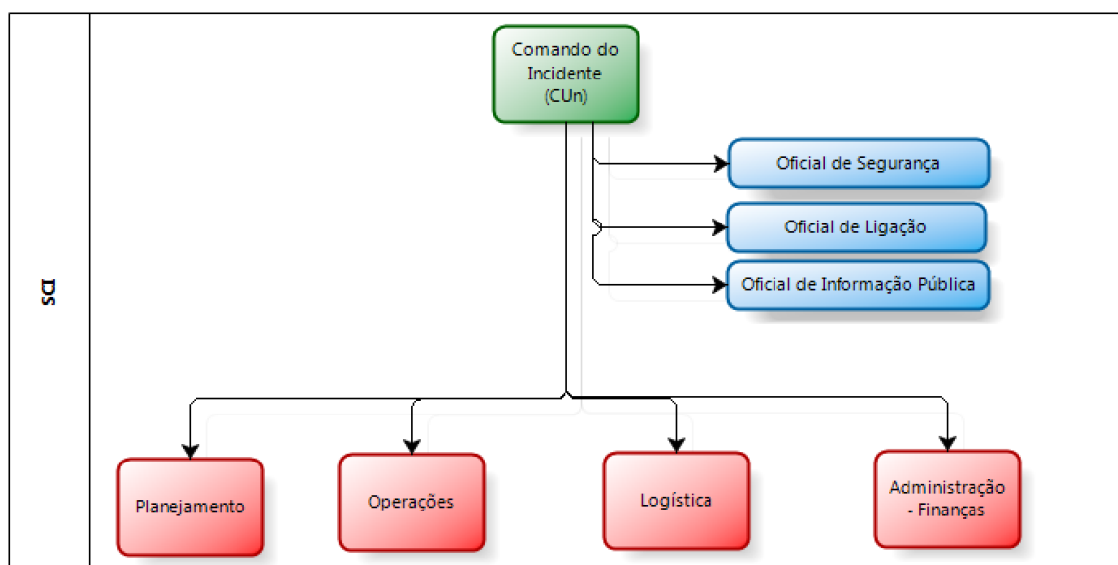 SCI
Comando do
Incidente
(CUn)
Oficial de Segurança
Oficial de Ligação
Oficial de Informação Pública
Planejamento
Operações
Logística
Administração
- Finanças